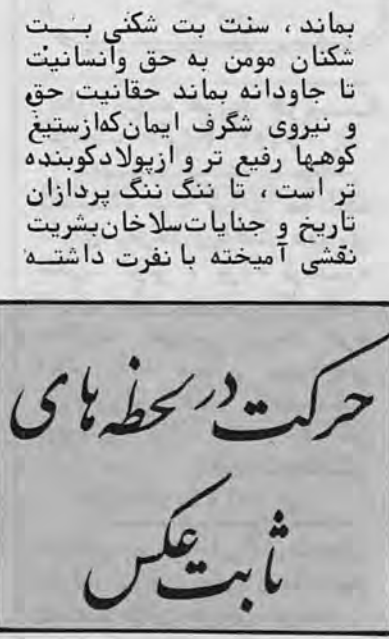 بماند ، سنت بت شکنی بــت
شکنان مومن به حق وانسانیت
تا جاودانه بماند حقانیت حق
و نیروی شگرف ایمان‌که‌ازستیغ
کوهها رفیع تر و ازپولادکوبنده
تر است ، تا ننگ ننگ پردازان
تاریخ و جنایات‌سلاخان‌بشریت
نقشی آمیخته با نفرت داشتــه
حرکت در لحظه های
ثابت عکس